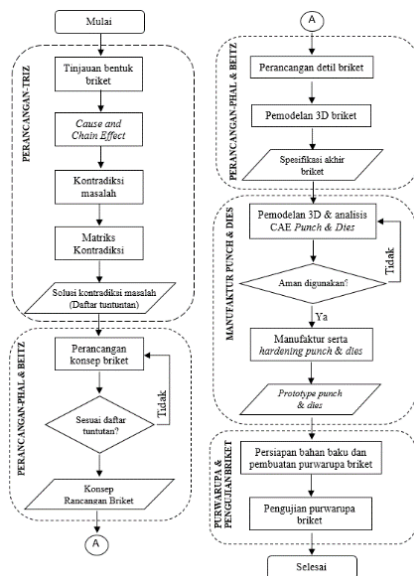 Mulai
PERANCANGAN-TRIZ
Tinjauan bentuk
briket
Cause and
Chain Effect
Kontradiksi
masalah
Matriks
Kontradiksi
Solusi kontradiksi masalah
(Daftar tuntuntan)
PERANCANGAN-PHAL & BEITZ
Perancangan
konsep briket
Tidak
Sesuai daftar
tuntutan?
Konsep
Rancangan Briket
A
A
PERANCANGAN-PHAL & BEITZ
Perancangan detil briket
Pemodelan 3D briket
Spesifikasi akhir
briket
MANUFAKTUR PUNCH & DIES
Pemodelan 3D & analisis
CAE Punch & Dies
Tidak
Aman digunakan?
Ya
Manufaktur serta
hardening punch & dies
Prototype punch
& dies
PURWARUPA &
PENGUJIAN BRIKET
Persiapan bahan baku dan
pembuatan purwarupa briket
Pengujian purwarupa
briket
Selesai